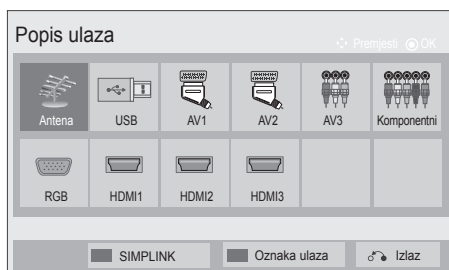 Popis ulaza
Premjesti OK
Antena USB AV1 AV2 AV3 Komponentni
RGB HDMI1 HDMI2 HDMI3
SIMPLINK Oznaka ulaza Izlaz